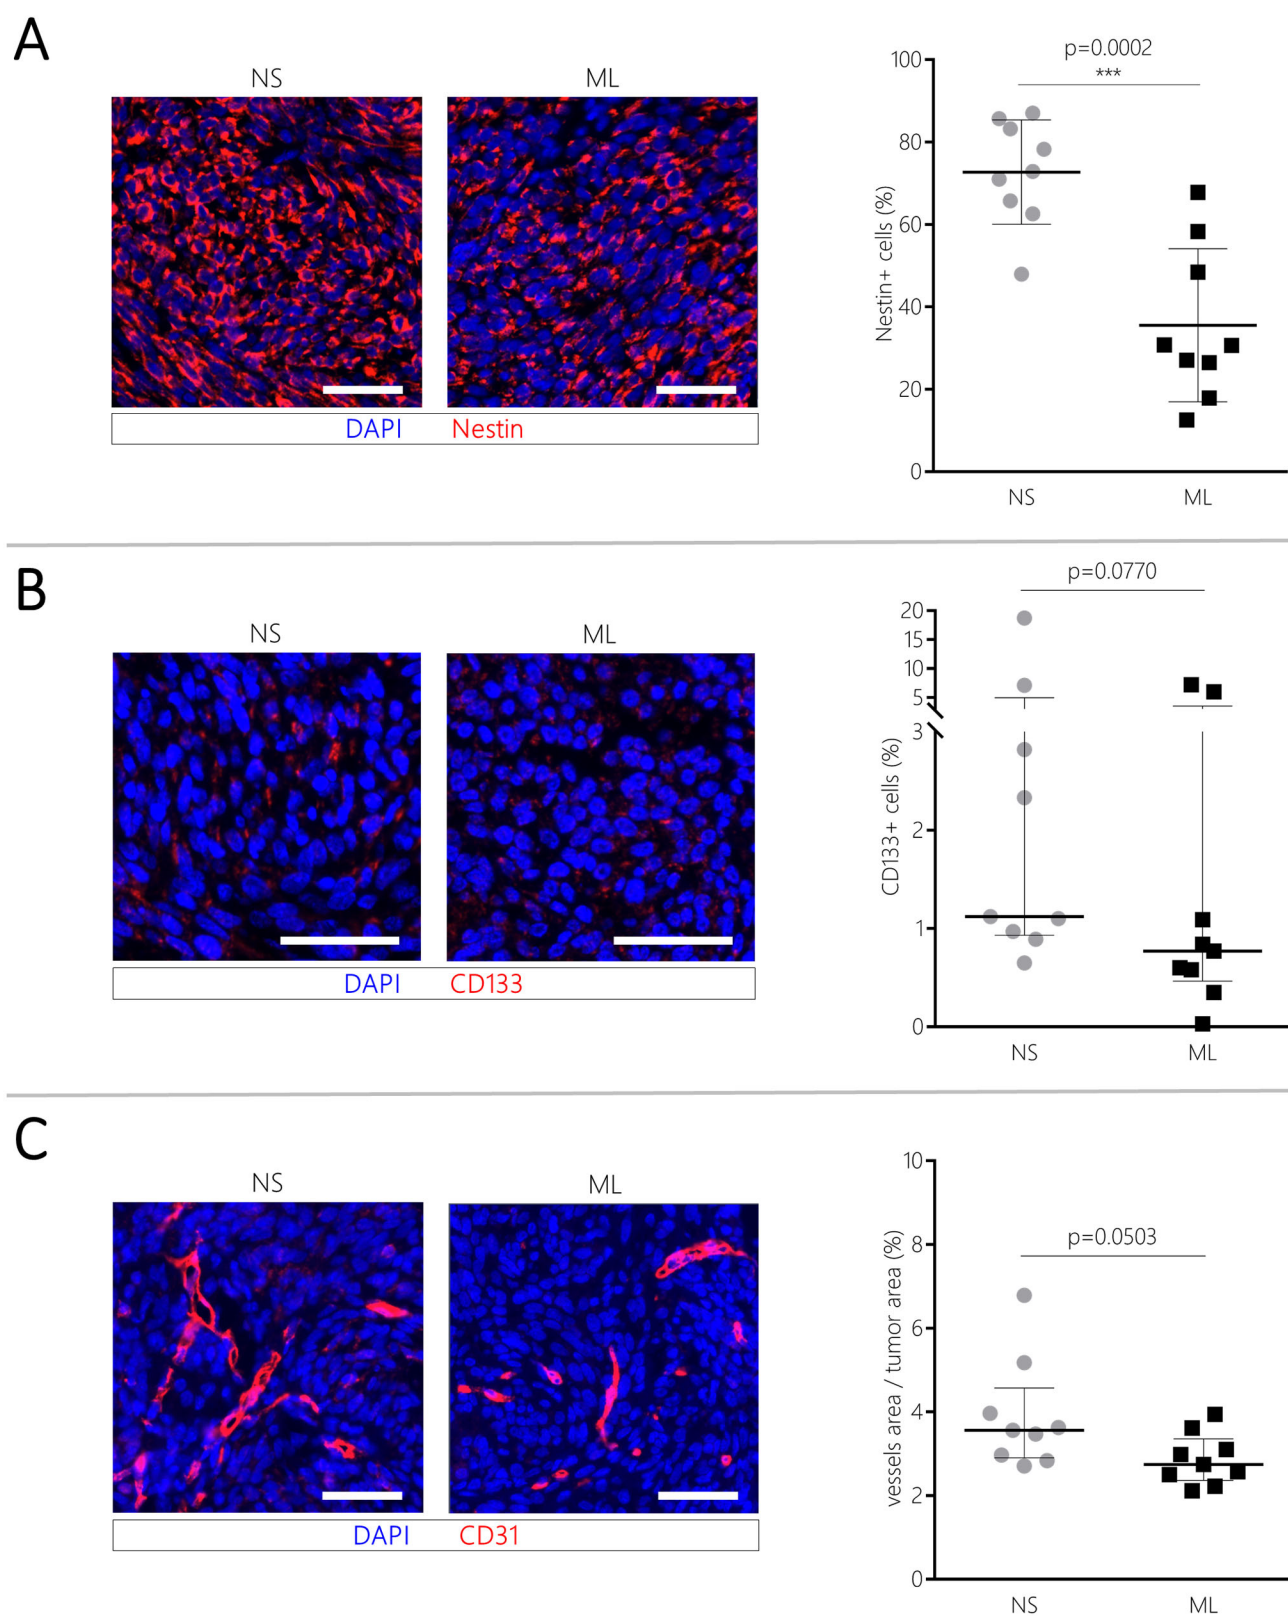 A
NS ML
DAPI Nestin
p=0.0002
***
Nestin+ cells (%)
100
80
60
40
20
0
NS ML
B
NS ML
DAPI CD133
p=0.0770
CD133+ cells (%)
20
15
10
5
3
2
1
0
NS ML
C
NS ML
DAPI CD31
p=0.0503
vessels area / tumor area (%)
10
8
6
4
2
0
NS ML